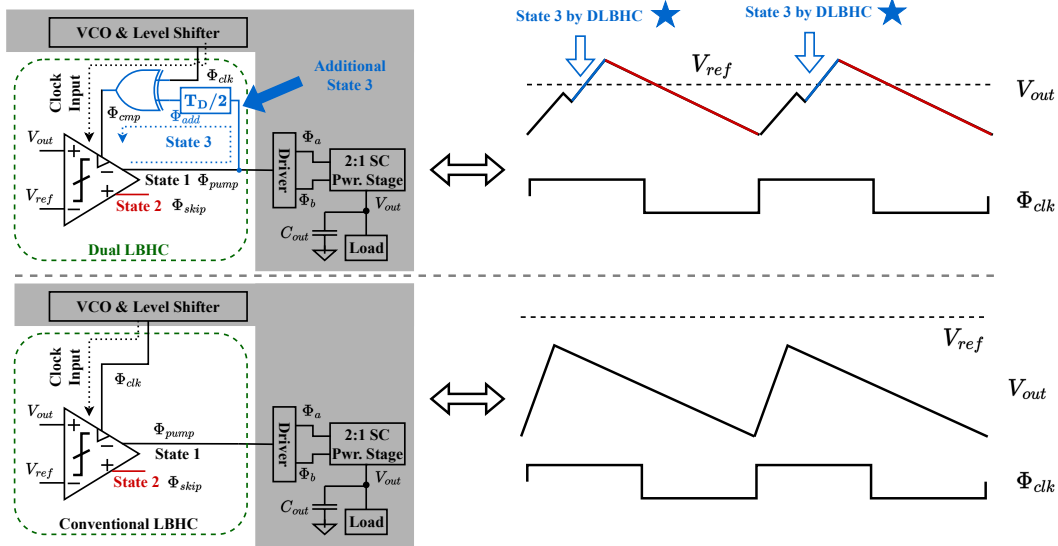 VCO & Level Shifter
Clock
Input
Φclk
Φcmp
TD/2
Φadd
Additional
State 3
State 3
Vout
+
−
Vref
−
+
State 1 Φpump
State 2 Φskip
Dual LBHC
Driver
Φa
Φb
2:1 SC
Pwr. Stage
Vout
Cout
Load
State 3 by DLBHC
State 3 by DLBHC
Vref
Vout
Φclk
VCO & Level Shifter
Clock
Input
Φclk
Vout
+
−
Vref
−
+
Φpump
State 1
State 2 Φskip
Conventional LBHC
Driver
Φa
Φb
2:1 SC
Pwr. Stage
Vout
Cout
Load
Vref
Vout
Φclk